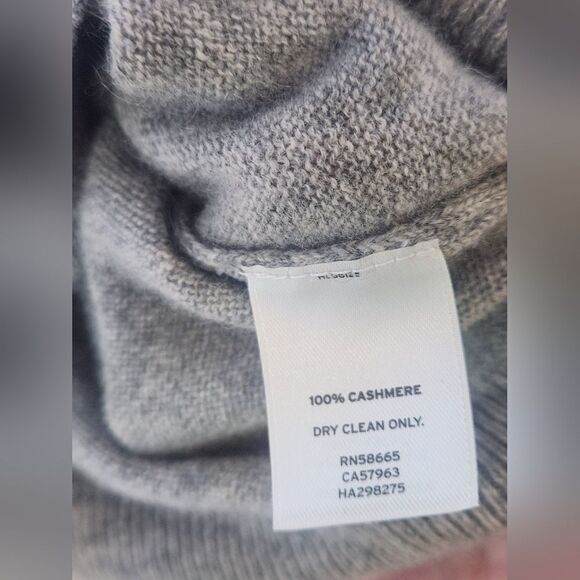 100% CASHMERE
DRY CLEAN ONLY.
RN58665
CA57963
HA298275